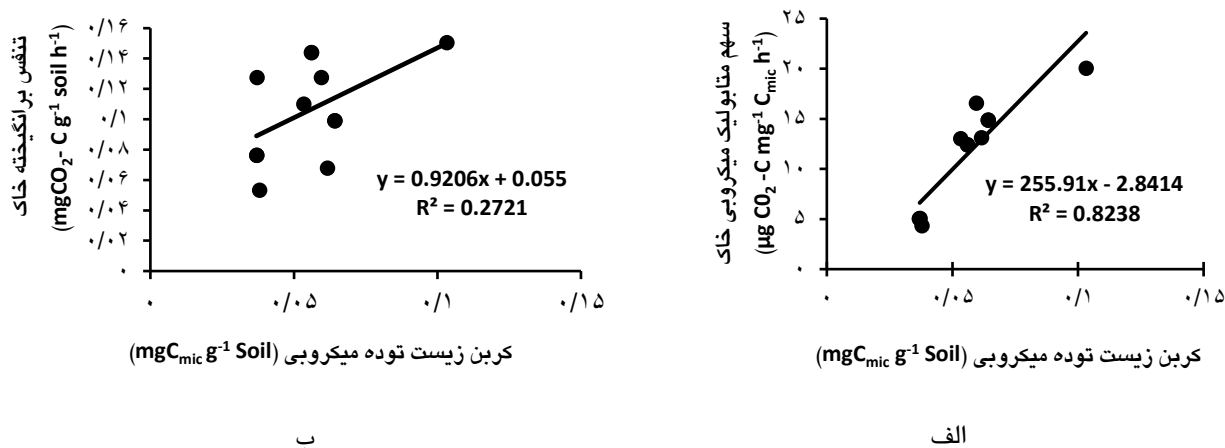 سهم متابولیک میکروبی خاک
(µg CO₂ -C mg⁻¹ Cmic h⁻¹)
۲۵
۲۰
۱۵
۱۰
۵
۰
۰
۰/۰۵
۰/۱
۰/۱۵
y = 255.91x - 2.8414
R² = 0.8238
کربن زیست توده میکروبی (mgCmic g⁻¹ Soil)
الف
تنفس برانگیخته خاک
(mgCO₂- C g⁻¹ soil h⁻¹)
۰/۱۶
۰/۱۴
۰/۱۲
۰/۱
۰/۰۸
۰/۰۶
۰/۰۴
۰/۰۲
۰
۰
۰/۰۵
۰/۱
۰/۱۵
y = 0.9206x + 0.055
R² = 0.2721
کربن زیست توده میکروبی (mgCmic g⁻¹ Soil)
ب